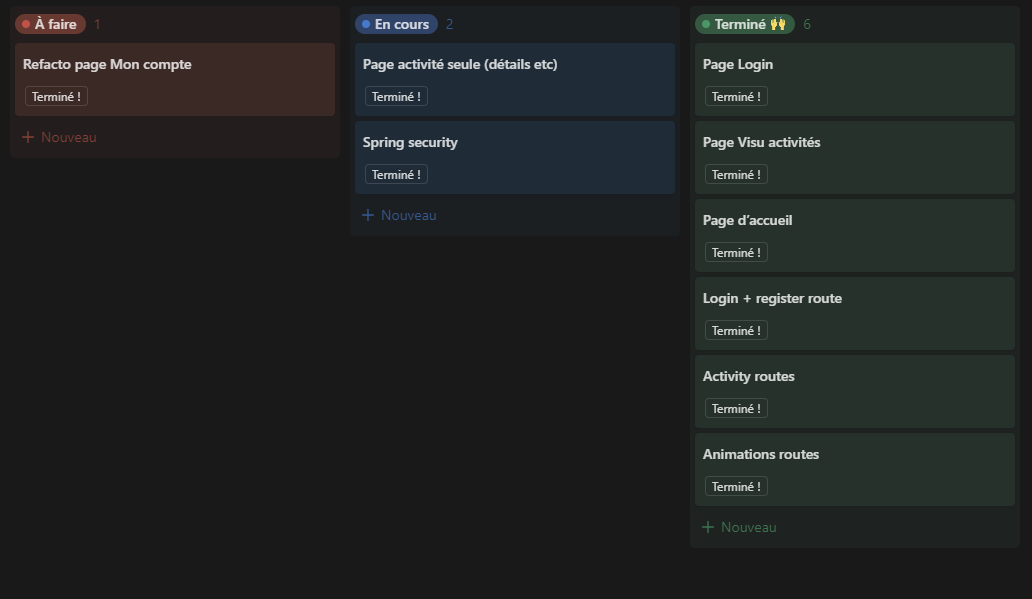 À faire 1
Refacto page Mon compte
Terminé !
+ Nouveau
En cours 2
Page activité seule (détails etc)
Terminé !
Spring security
Terminé !
+ Nouveau
Terminé 🙌 6
Page Login
Terminé !
Page Visu activités
Terminé !
Page d’accueil
Terminé !
Login + register route
Terminé !
Activity routes
Terminé !
Animations routes
Terminé !
+ Nouveau